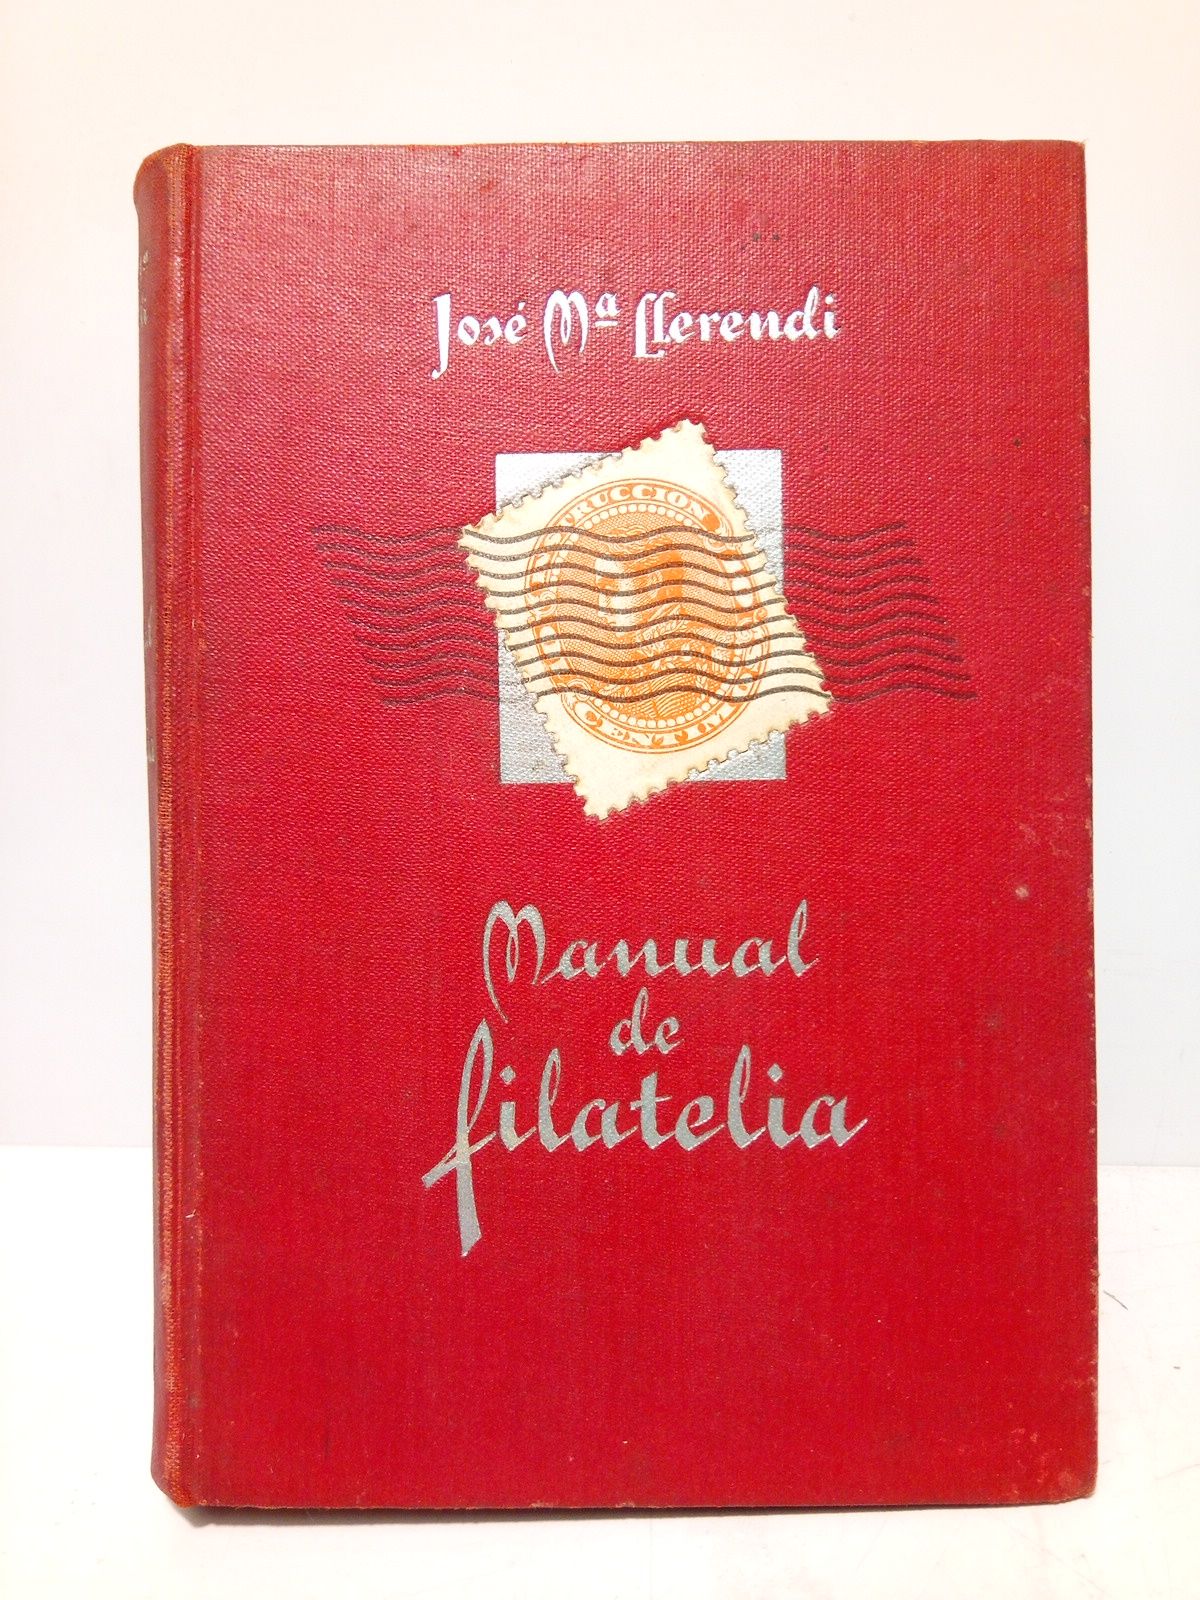 José Mª Llerendi
Manual
de
filatelia